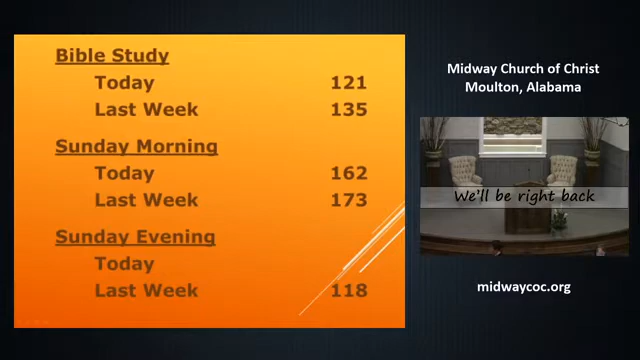 Bible Study
Today 121
Last Week 135
Sunday Morning
Today 162
Last Week 173
Sunday Evening
Today
Last Week 118
Midway Church of Christ
Moulton, Alabama
We'll be right back
midwaycoc.org